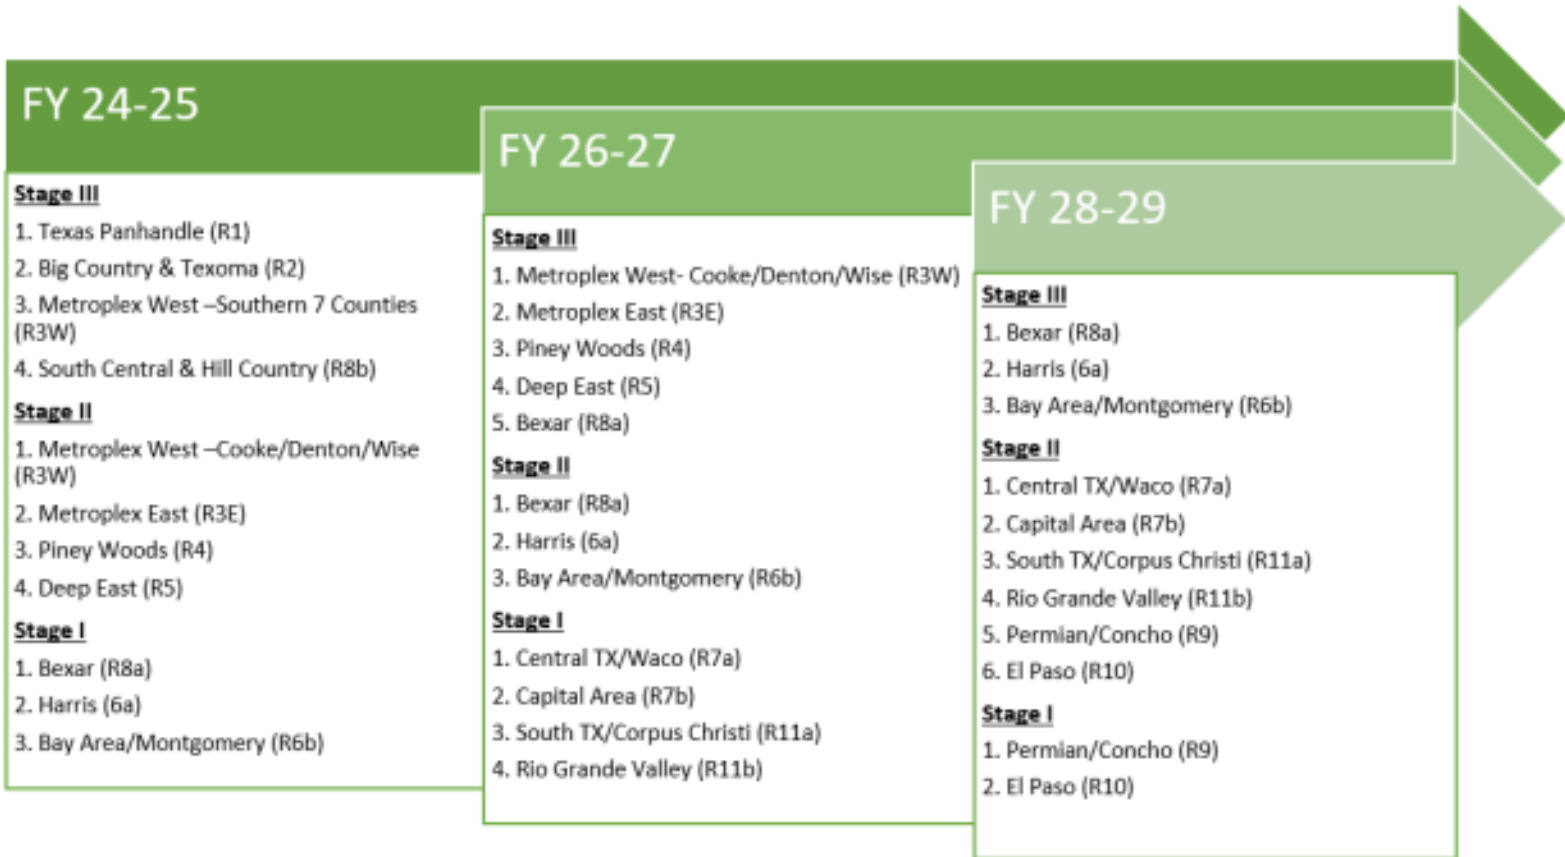 FY 24-25
Stage III
1. Texas Panhandle (R1)
2. Big Country & Texoma (R2)
3. Metroplex West –Southern 7 Counties
(R3W)
4. South Central & Hill Country (R8b)
Stage II
1. Metroplex West –Cooke/Denton/Wise
(R3W)
2. Metroplex East (R3E)
3. Piney Woods (R4)
4. Deep East (R5)
Stage I
1. Bexar (R8a)
2. Harris (6a)
3. Bay Area/Montgomery (R6b)
FY 26-27
Stage III
1. Metroplex West- Cooke/Denton/Wise (R3W)
2. Metroplex East (R3E)
3. Piney Woods (R4)
4. Deep East (R5)
5. Bexar (R8a)
Stage II
1. Bexar (R8a)
2. Harris (6a)
3. Bay Area/Montgomery (R6b)
Stage I
1. Central TX/Waco (R7a)
2. Capital Area (R7b)
3. South TX/Corpus Christi (R11a)
4. Rio Grande Valley (R11b)
FY 28-29
Stage III
1. Bexar (R8a)
2. Harris (6a)
3. Bay Area/Montgomery (R6b)
Stage II
1. Central TX/Waco (R7a)
2. Capital Area (R7b)
3. South TX/Corpus Christi (R11a)
4. Rio Grande Valley (R11b)
5. Permian/Concho (R9)
6. El Paso (R10)
Stage I
1. Permian/Concho (R9)
2. El Paso (R10)